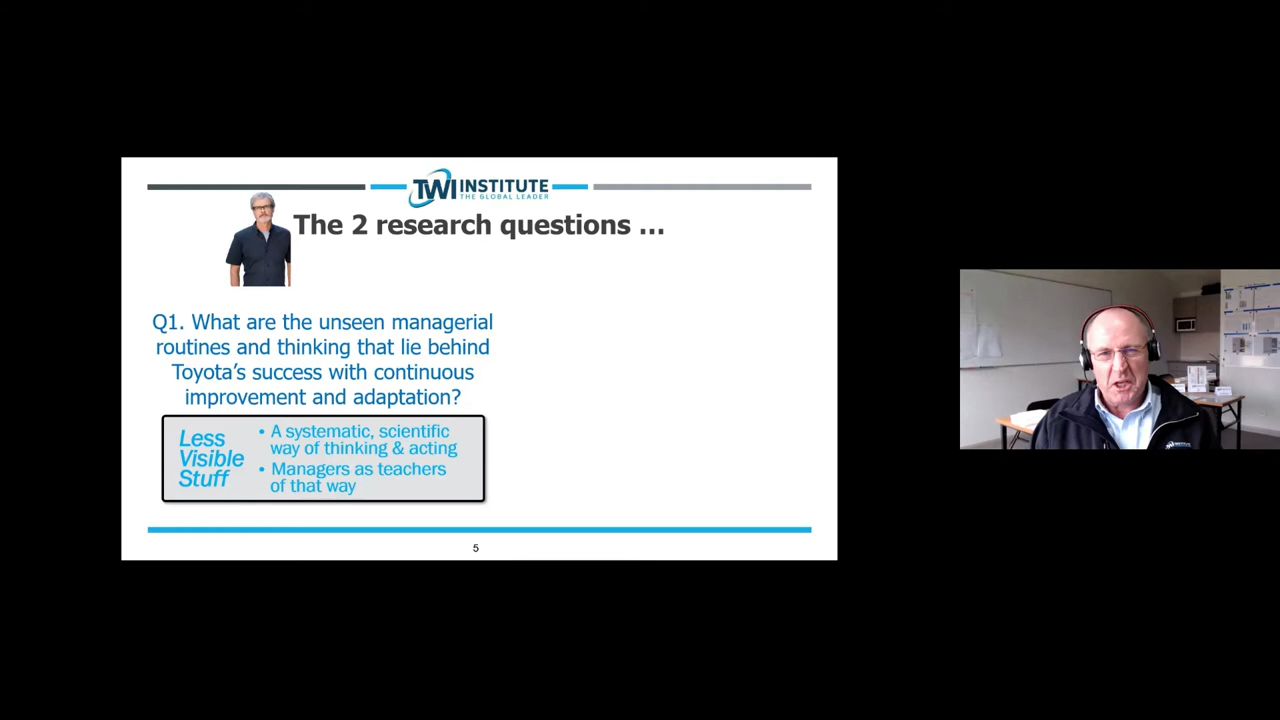 TWI INSTITUTE
THE GLOBAL LEADER
The 2 research questions ...
Q1. What are the unseen managerial
routines and thinking that lie behind
Toyota's success with continuous
improvement and adaptation?
Less
Visible
Stuff
• A systematic, scientific
way of thinking & acting
• Managers as teachers
of that way
5